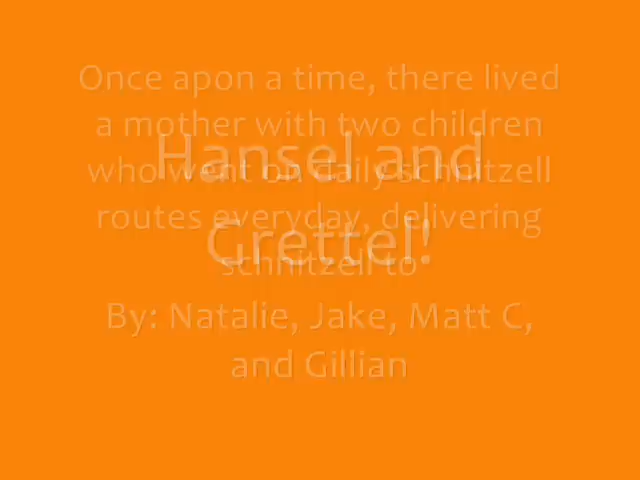 Once apon a time, there lived
a mother with two children
who went on daily schnitzell
routes everyday, delivering
schnitzell to
Hansel and
Grettel!
By: Natalie, Jake, Matt C,
and Gillian